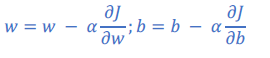 w = w − α ∂J/∂w ; b = b − α ∂J/∂b